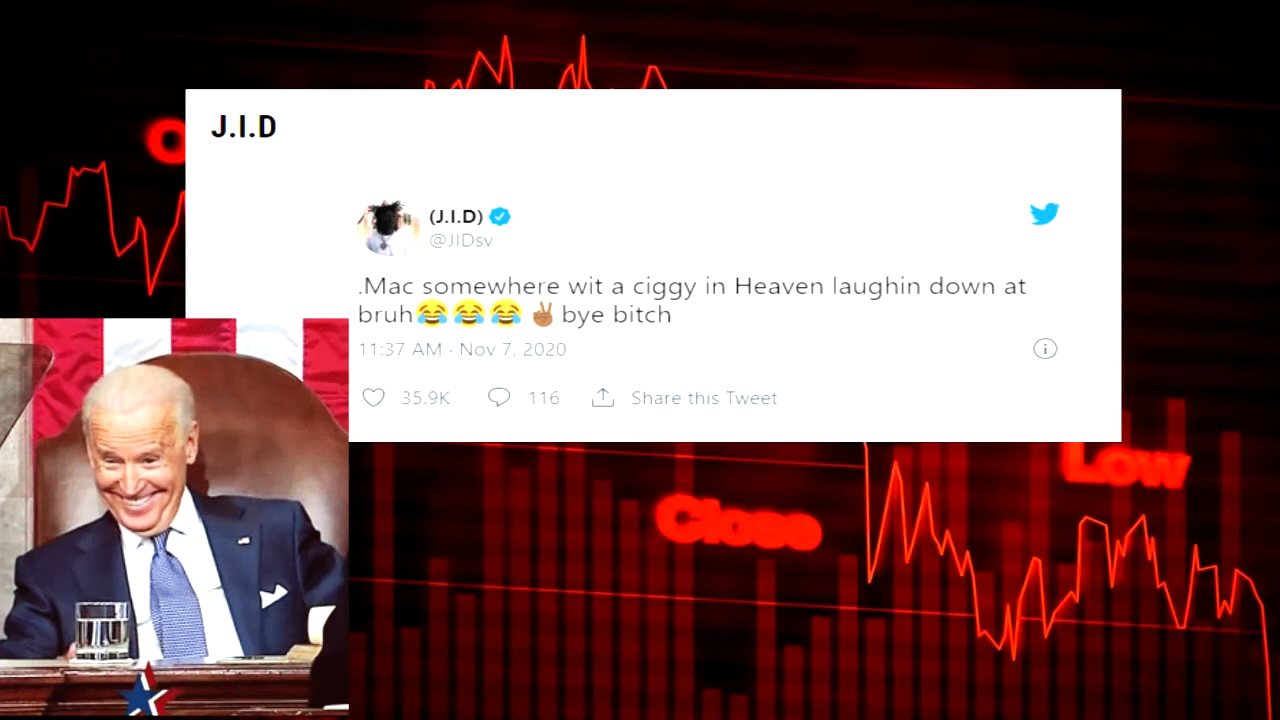 J.I.D
(J.I.D)
@JIDsv
.Mac somewhere wit a ciggy in Heaven laughin down at
bruh😂😂😂 ✌🏾bye bitch
11:37 AM · Nov 7, 2020
35.9K 116 Share this Tweet
Low
Close